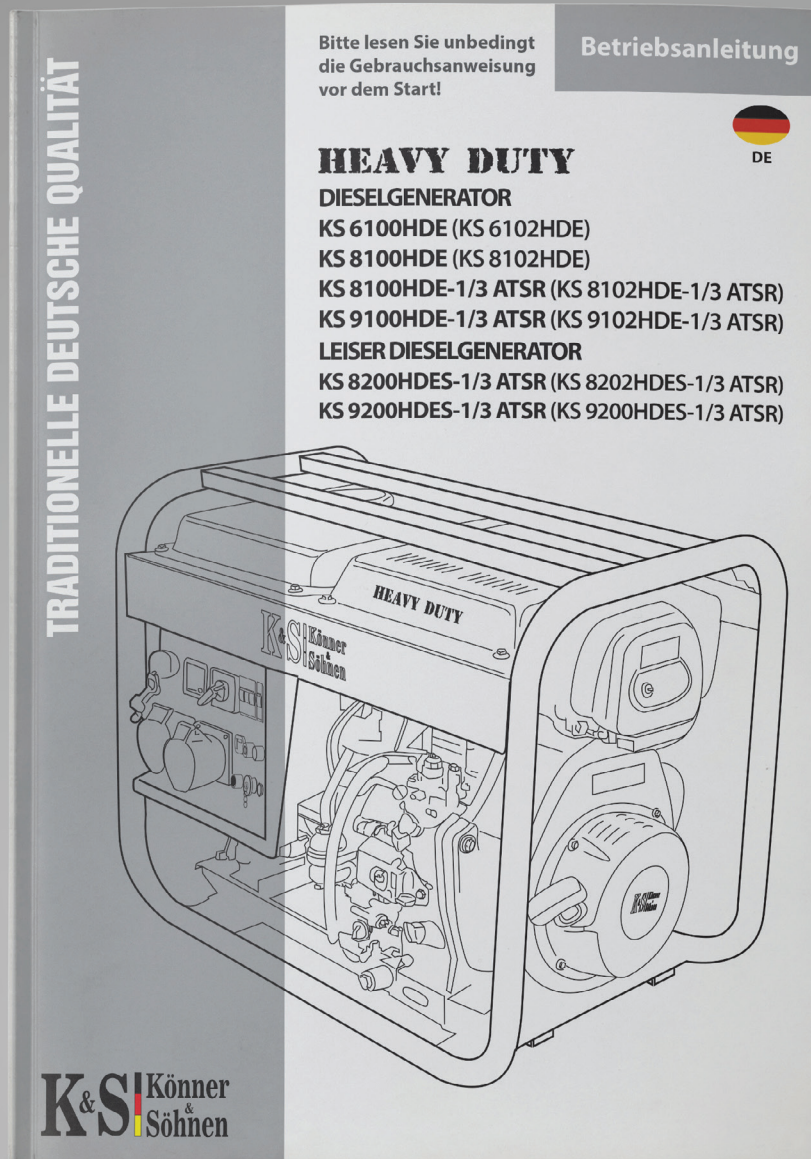 Bitte lesen Sie unbedingt
die Gebrauchsanweisung
vor dem Start!
Betriebsanleitung
DE
TRADITIONELLE DEUTSCHE QUALITÄT
HEAVY DUTY
DIESELGENERATOR
KS 6100HDE (KS 6102HDE)
KS 8100HDE (KS 8102HDE)
KS 8100HDE-1/3 ATSR (KS 8102HDE-1/3 ATSR)
KS 9100HDE-1/3 ATSR (KS 9102HDE-1/3 ATSR)
LEISER DIESELGENERATOR
KS 8200HDES-1/3 ATSR (KS 8202HDES-1/3 ATSR)
KS 9200HDES-1/3 ATSR (KS 9200HDES-1/3 ATSR)
HEAVY DUTY
K&S Könner
&
Söhnen
K&S Könner
&
Söhnen
K&S Könner
&
Söhnen